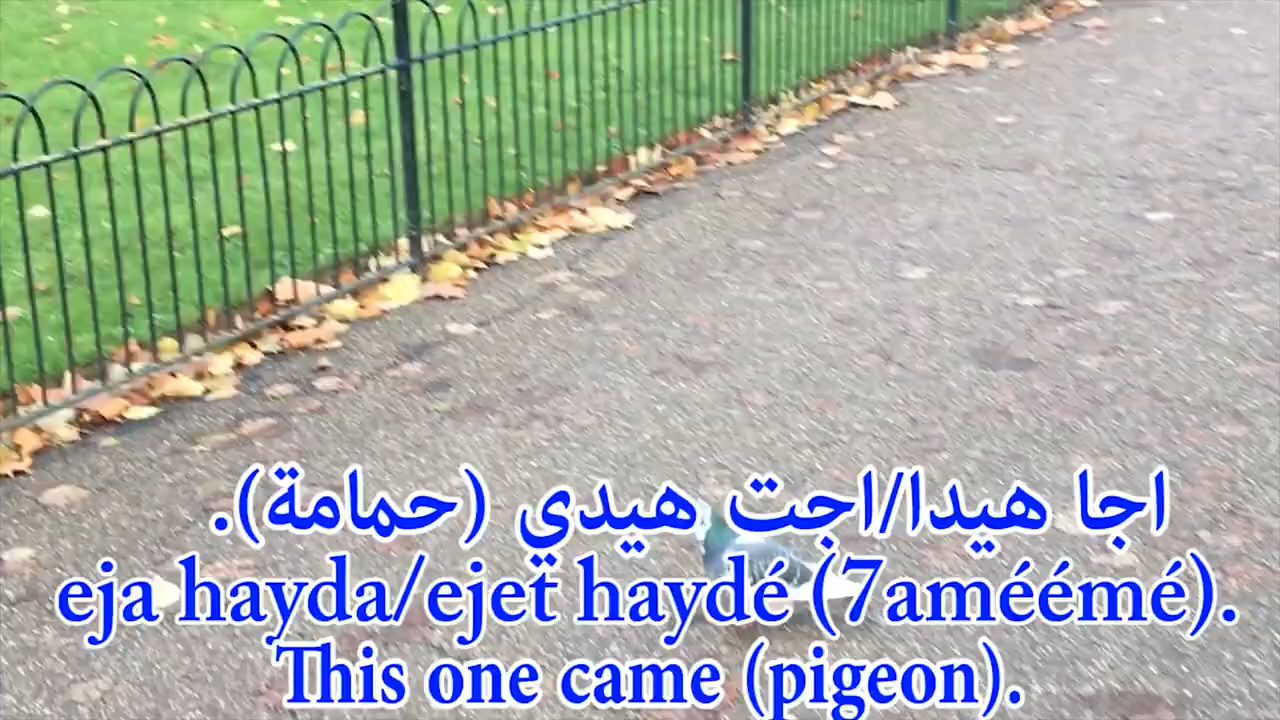 اجا هيدا/اجت هيدي (حمامة).
eja hayda/ejet haydé (7améémé).
This one came (pigeon).